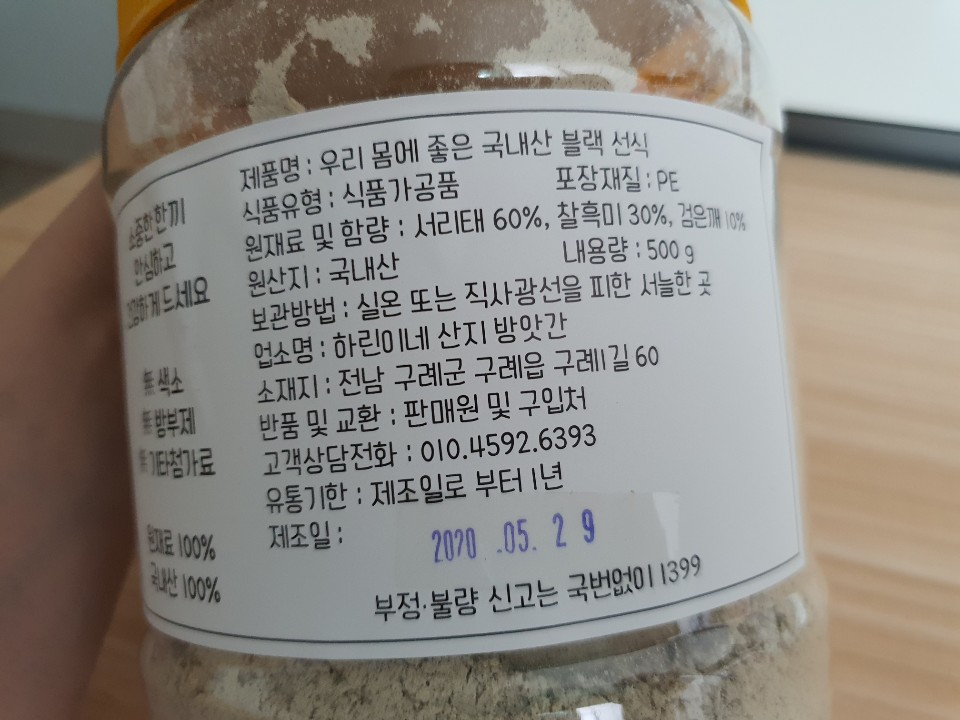 소중한 한끼
안심하고
건강하게 드세요
無 색소
無 방부제
無 기타첨가료
원재료 100%
국내산 100%
제품명 : 우리 몸에 좋은 국내산 블랙 선식
식품유형 : 식품가공품 포장재질 : PE
원재료 및 함량 : 서리태 60%, 찰흑미 30%, 검은깨 10%
원산지 : 국내산 내용량 : 500 g
보관방법 : 실온 또는 직사광선을 피한 서늘한 곳
업소명 : 하린이네 산지 방앗간
소재지 : 전남 구례군 구례읍 구례1길 60
반품 및 교환 : 판매원 및 구입처
고객상담전화 : 010.4592.6393
유통기한 : 제조일로 부터 1년
제조일 : 2020 .05. 2 9
부정·불량 신고는 국번없이 1399